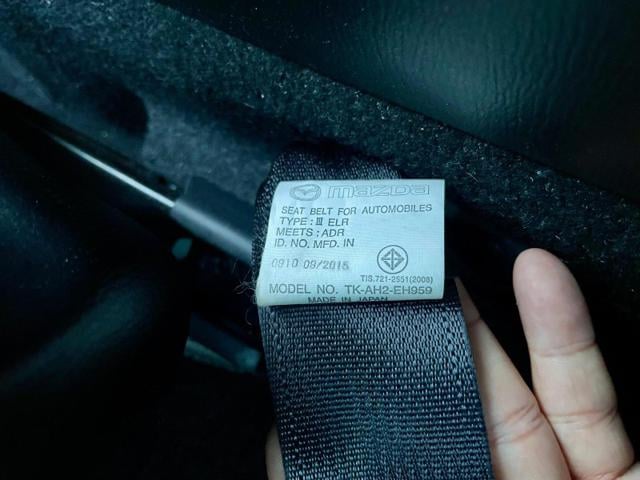 mazda
SEAT BELT FOR AUTOMOBILES
TYPE : Ⅲ ELR
MEETS : ADR
ID. NO. MFD. IN
0910 09/2015
TIS.721-2551(2008)
MODEL NO. TK-AH2-EH959
MADE IN JAPAN